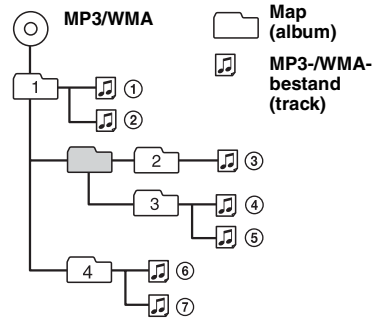 MP3/WMA
Map
(album)
MP3-/WMA-
bestand
(track)
1
①
②
2
③
3
④
⑤
4
⑥
⑦